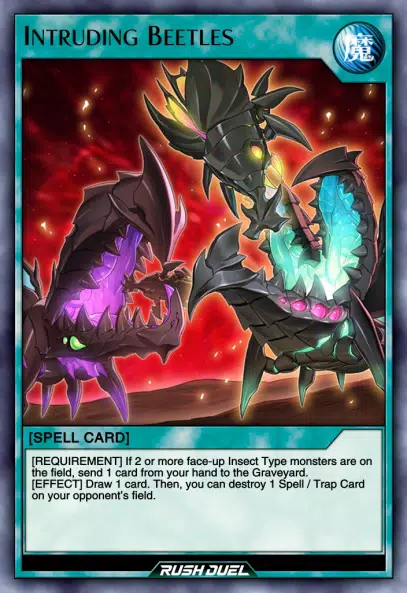 Intruding Beetles
魔
[SPELL CARD]
[REQUIREMENT] If 2 or more face-up Insect Type monsters are on
the field, send 1 card from your hand to the Graveyard.
[EFFECT] Draw 1 card. Then, you can destroy 1 Spell / Trap Card
on your opponent's field.
RUSH DUEL